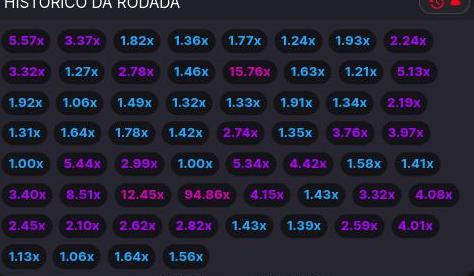 HISTÓRICO DA RODADA
5.57x 3.37x 1.82x 1.36x 1.77x 1.24x 1.93x 2.24x
3.32x 1.27x 2.78x 1.46x 15.76x 1.63x 1.21x 5.13x
1.92x 1.06x 1.49x 1.32x 1.33x 1.91x 1.34x 2.19x
1.31x 1.64x 1.78x 1.42x 2.74x 1.35x 3.76x 3.97x
1.00x 5.44x 2.99x 1.00x 5.34x 4.42x 1.58x 1.41x
3.40x 8.51x 12.45x 94.86x 4.15x 1.43x 3.32x 4.08x
2.45x 2.10x 2.62x 2.82x 1.43x 1.39x 2.59x 4.01x
1.13x 1.06x 1.64x 1.56x